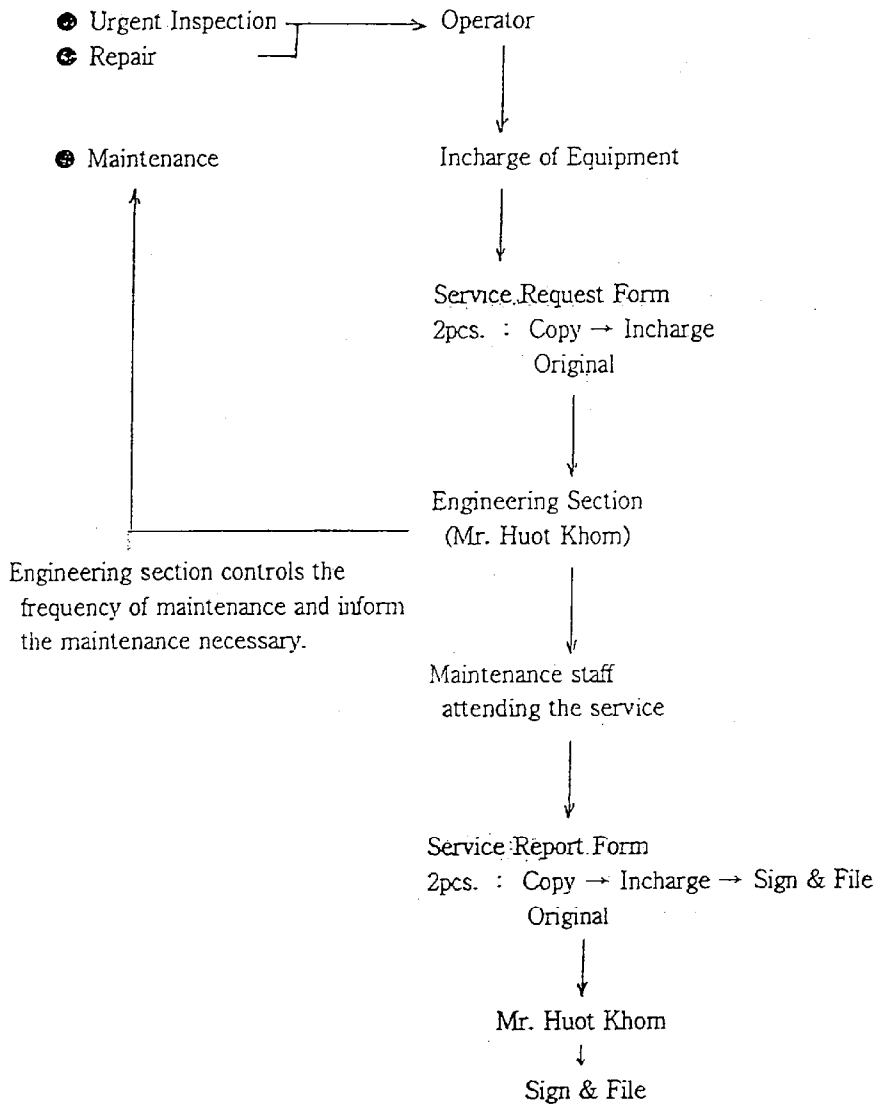 Urgent Inspection → Operator
Repair
Maintenance
Incharge of Equipment
Service Request Form
2pcs. : Copy → Incharge
Original
Engineering Section
(Mr. Huot Khom)
Engineering section controls the
frequency of maintenance and inform
the maintenance necessary.
Maintenance staff
attending the service
Service Report Form
2pcs. : Copy → Incharge → Sign & File
Original
Mr. Huot Khom
Sign & File